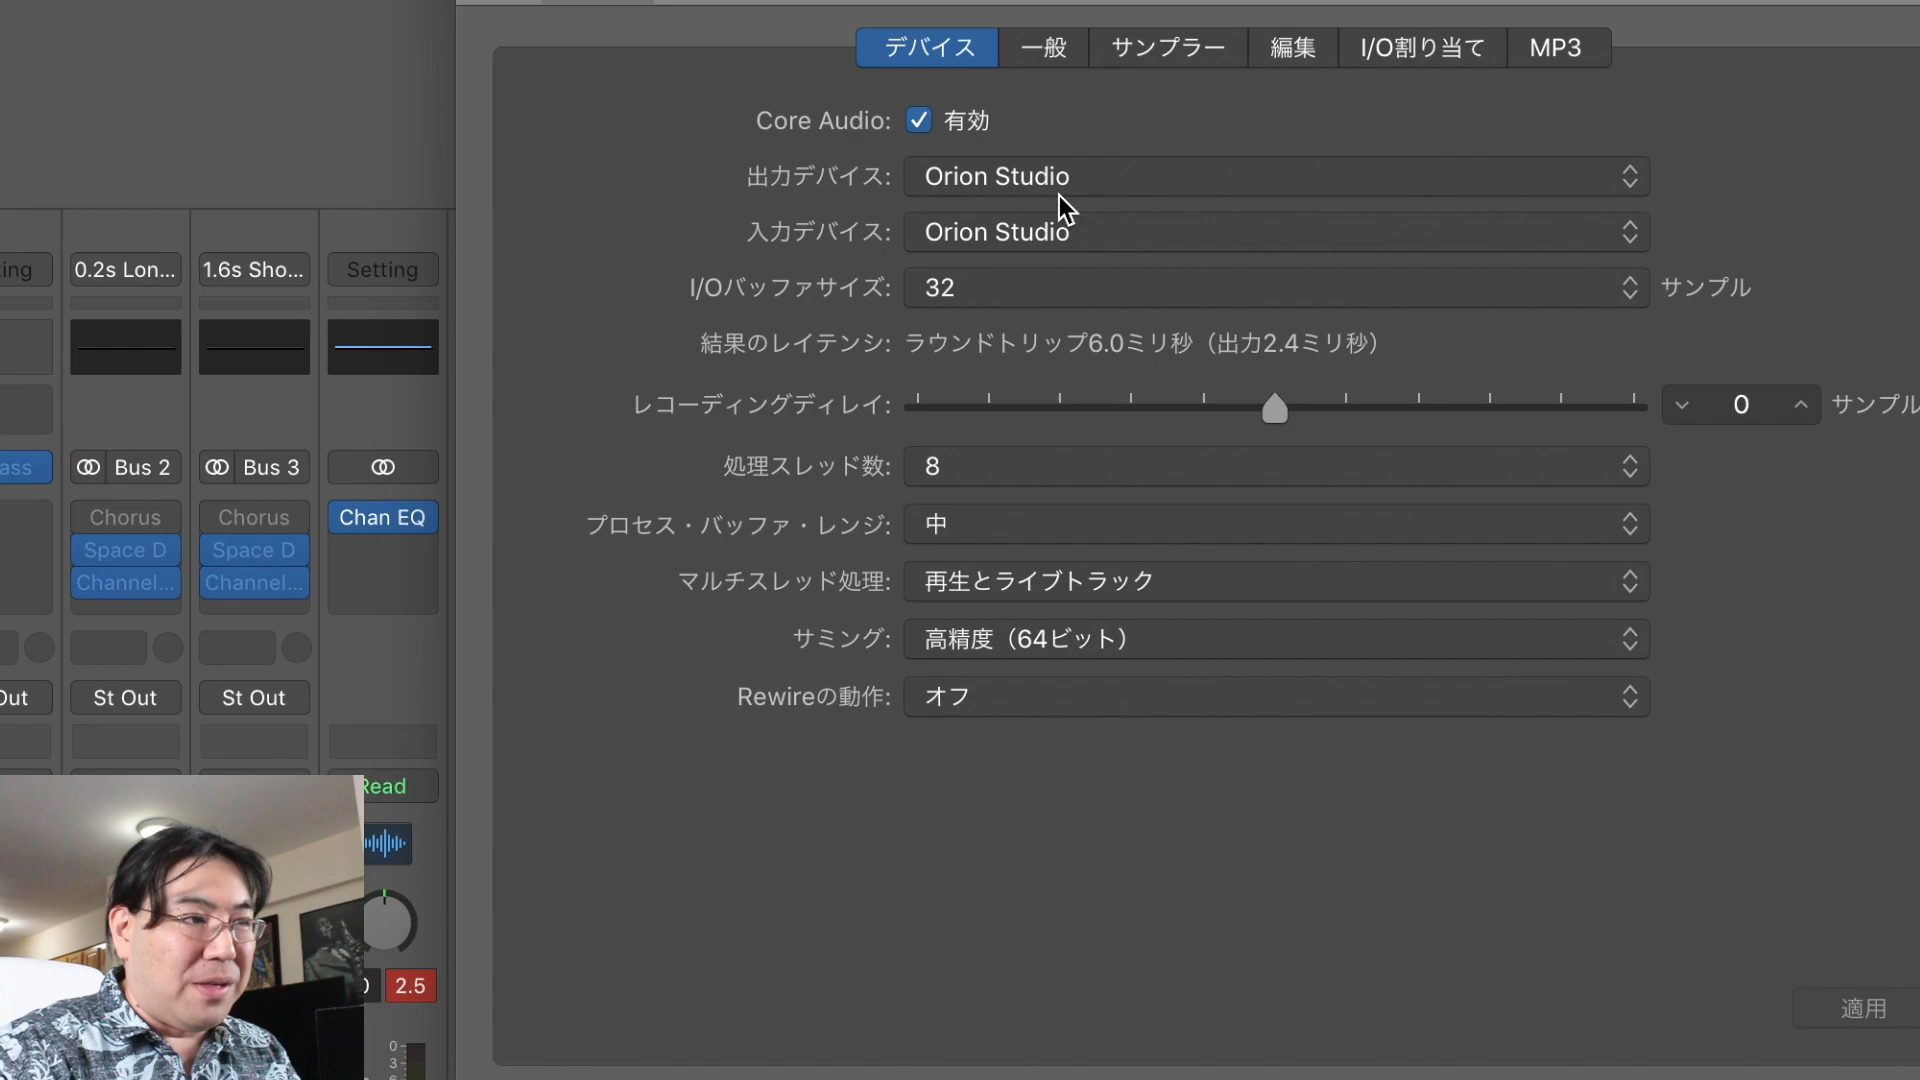 デバイス 一般 サンプラー 編集 I/O割り当て MP3
Core Audio: 有効
出力デバイス: Orion Studio
入力デバイス: Orion Studio
I/Oバッファサイズ: 32 サンプル
結果のレイテンシ: ラウンドトリップ6.0ミリ秒（出力2.4ミリ秒）
レコーディングディレイ: 0 サンプル
処理スレッド数: 8
プロセス・バッファ・レンジ: 中
マルチスレッド処理: 再生とライブトラック
サミング: 高精度（64ビット）
Rewireの動作: オフ
適用
ing 0.2s Lon... 1.6s Sho... Setting
ass Bus 2 Bus 3
Chorus Chorus Chan EQ
Space D Space D
Channel... Channel...
Out St Out St Out
Read
2.5
0
3